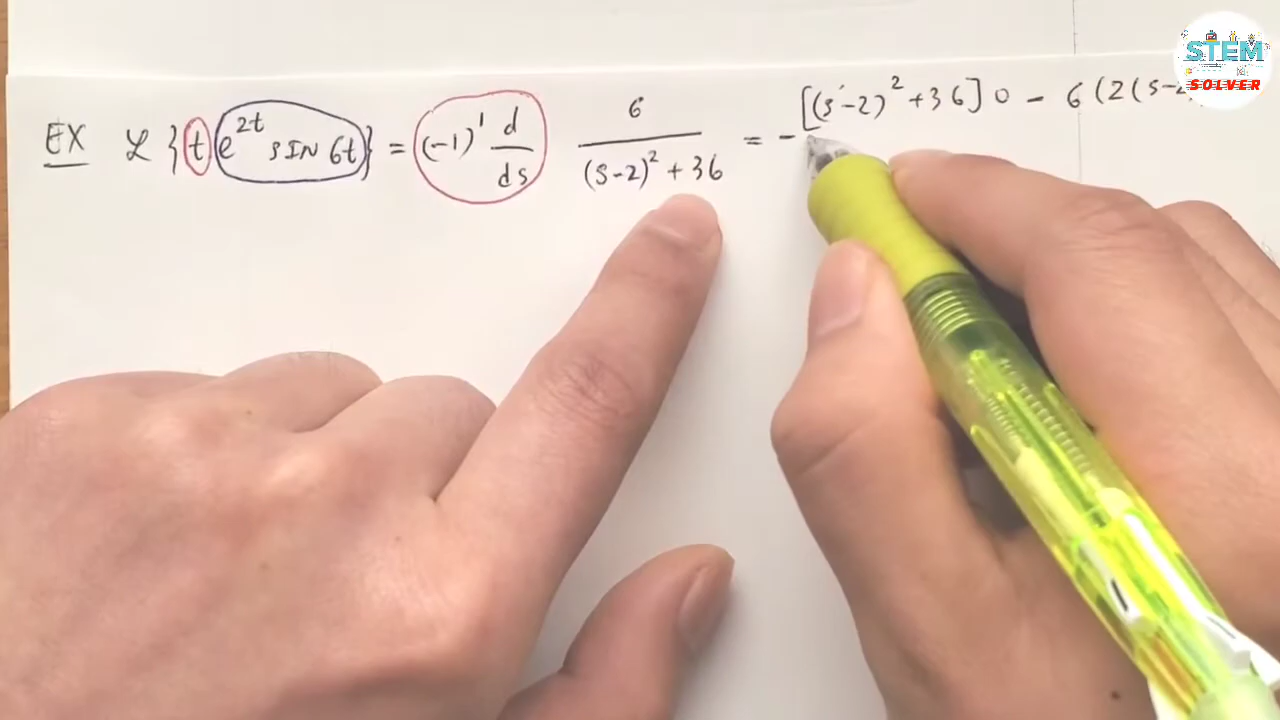 EX ℒ {t e^{2t} SIN 6t} = (-1)^1 d/ds 6/((s-2)^2 + 36) = - [(s-2)^2 + 36] 0 - 6 (2(s-2)
STEM
SOLVER